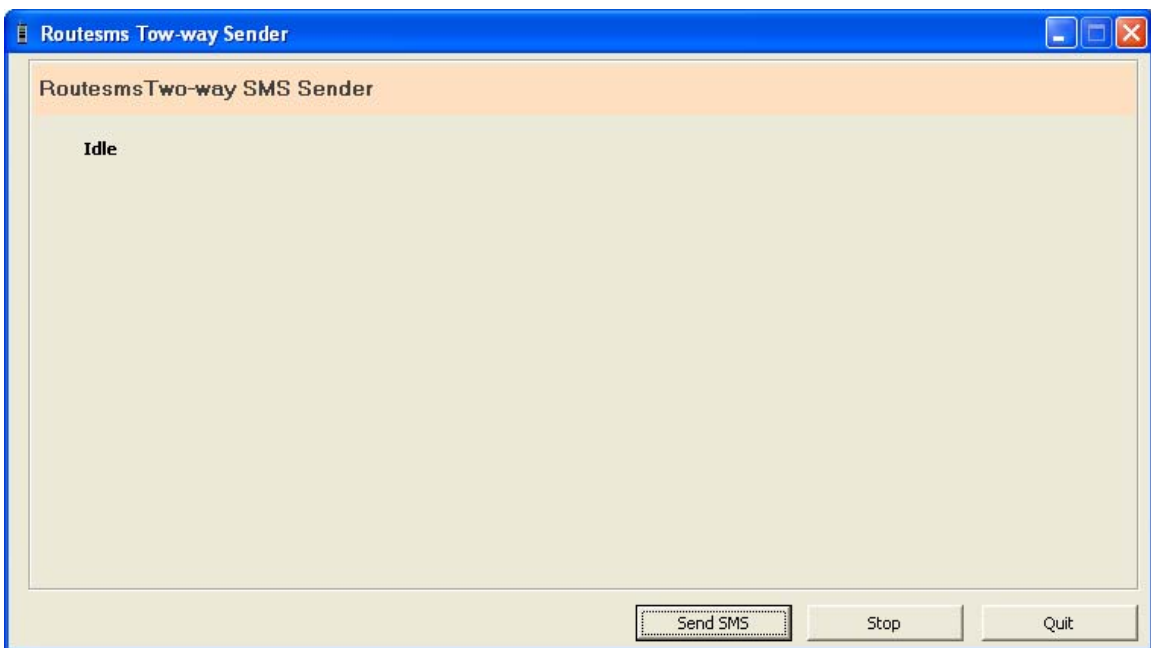 Routesms Tow-way Sender
RoutesmsTwo-way SMS Sender
Idle
Send SMS Stop Quit